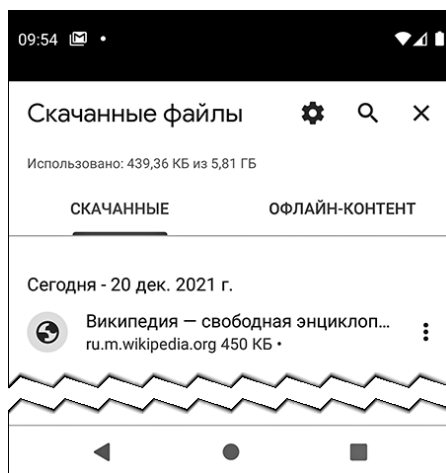 09:54
Скачанные файлы
Использовано: 439,36 КБ из 5,81 ГБ
СКАЧАННЫЕ ОФЛАЙН-КОНТЕНТ
Сегодня - 20 дек. 2021 г.
Википедия — свободная энциклоп...
ru.m.wikipedia.org 450 КБ •